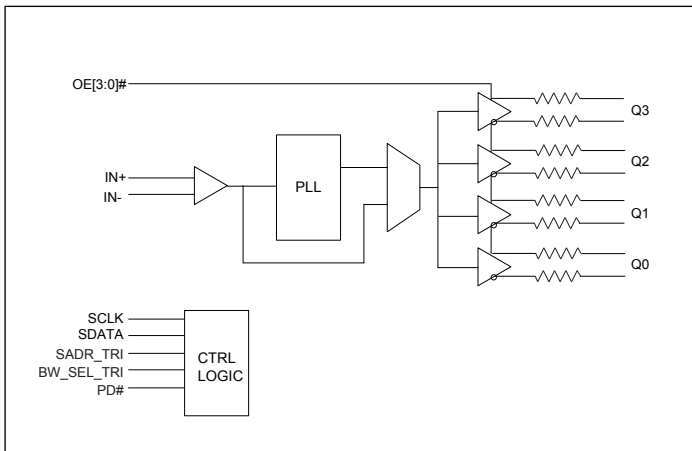 OE[3:0]#
Q3
Q2
IN+
PLL
IN-
Q1
Q0
SCLK
SDATA
SADR_TRI
BW_SEL_TRI
PD#
CTRL
LOGIC